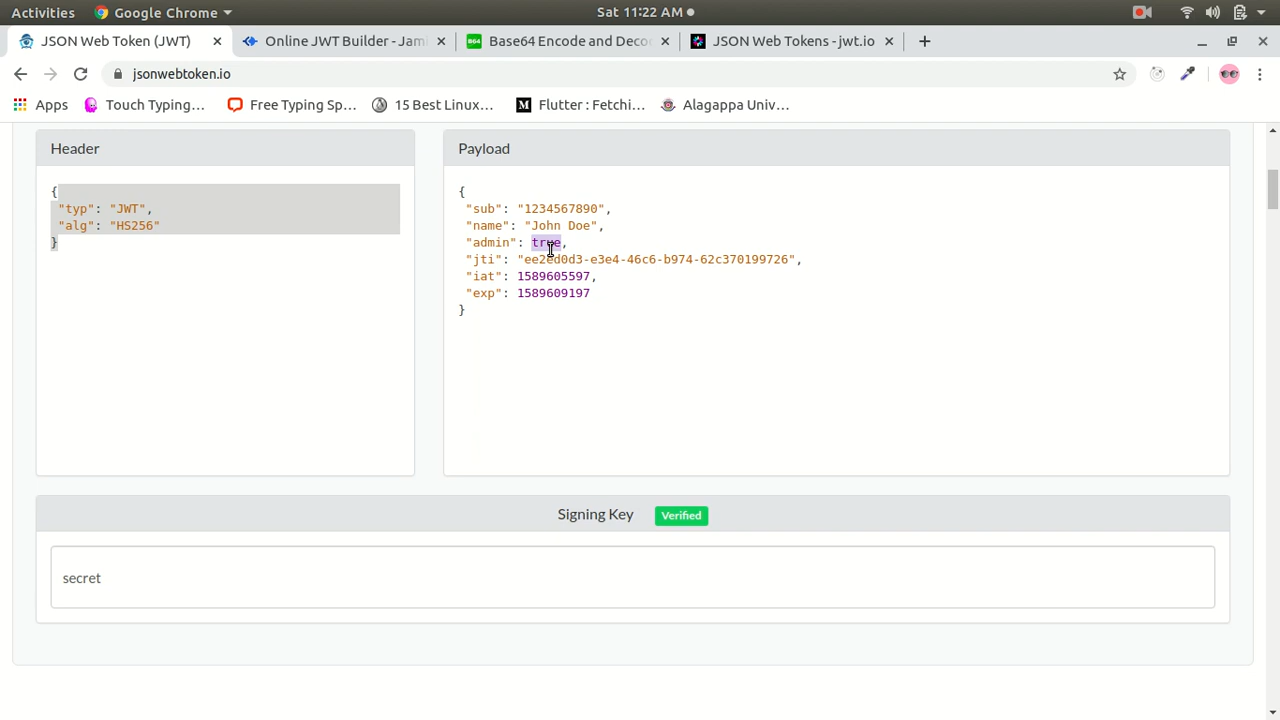 Activities Google Chrome Sat 11:22 AM
JSON Web Token (JWT) Online JWT Builder - Jami Base64 Encode and Deco JSON Web Tokens - jwt.io
jsonwebtoken.io
Apps Touch Typing... Free Typing Sp... 15 Best Linux... M Flutter : Fetchi... Alagappa Univ...
Header
{
"typ": "JWT",
"alg": "HS256"
}
Payload
{
"sub": "1234567890",
"name": "John Doe",
"admin": true,
"jti": "ee2ed0d3-e3e4-46c6-b974-62c370199726",
"iat": 1589605597,
"exp": 1589609197
}
Signing Key Verified
secret